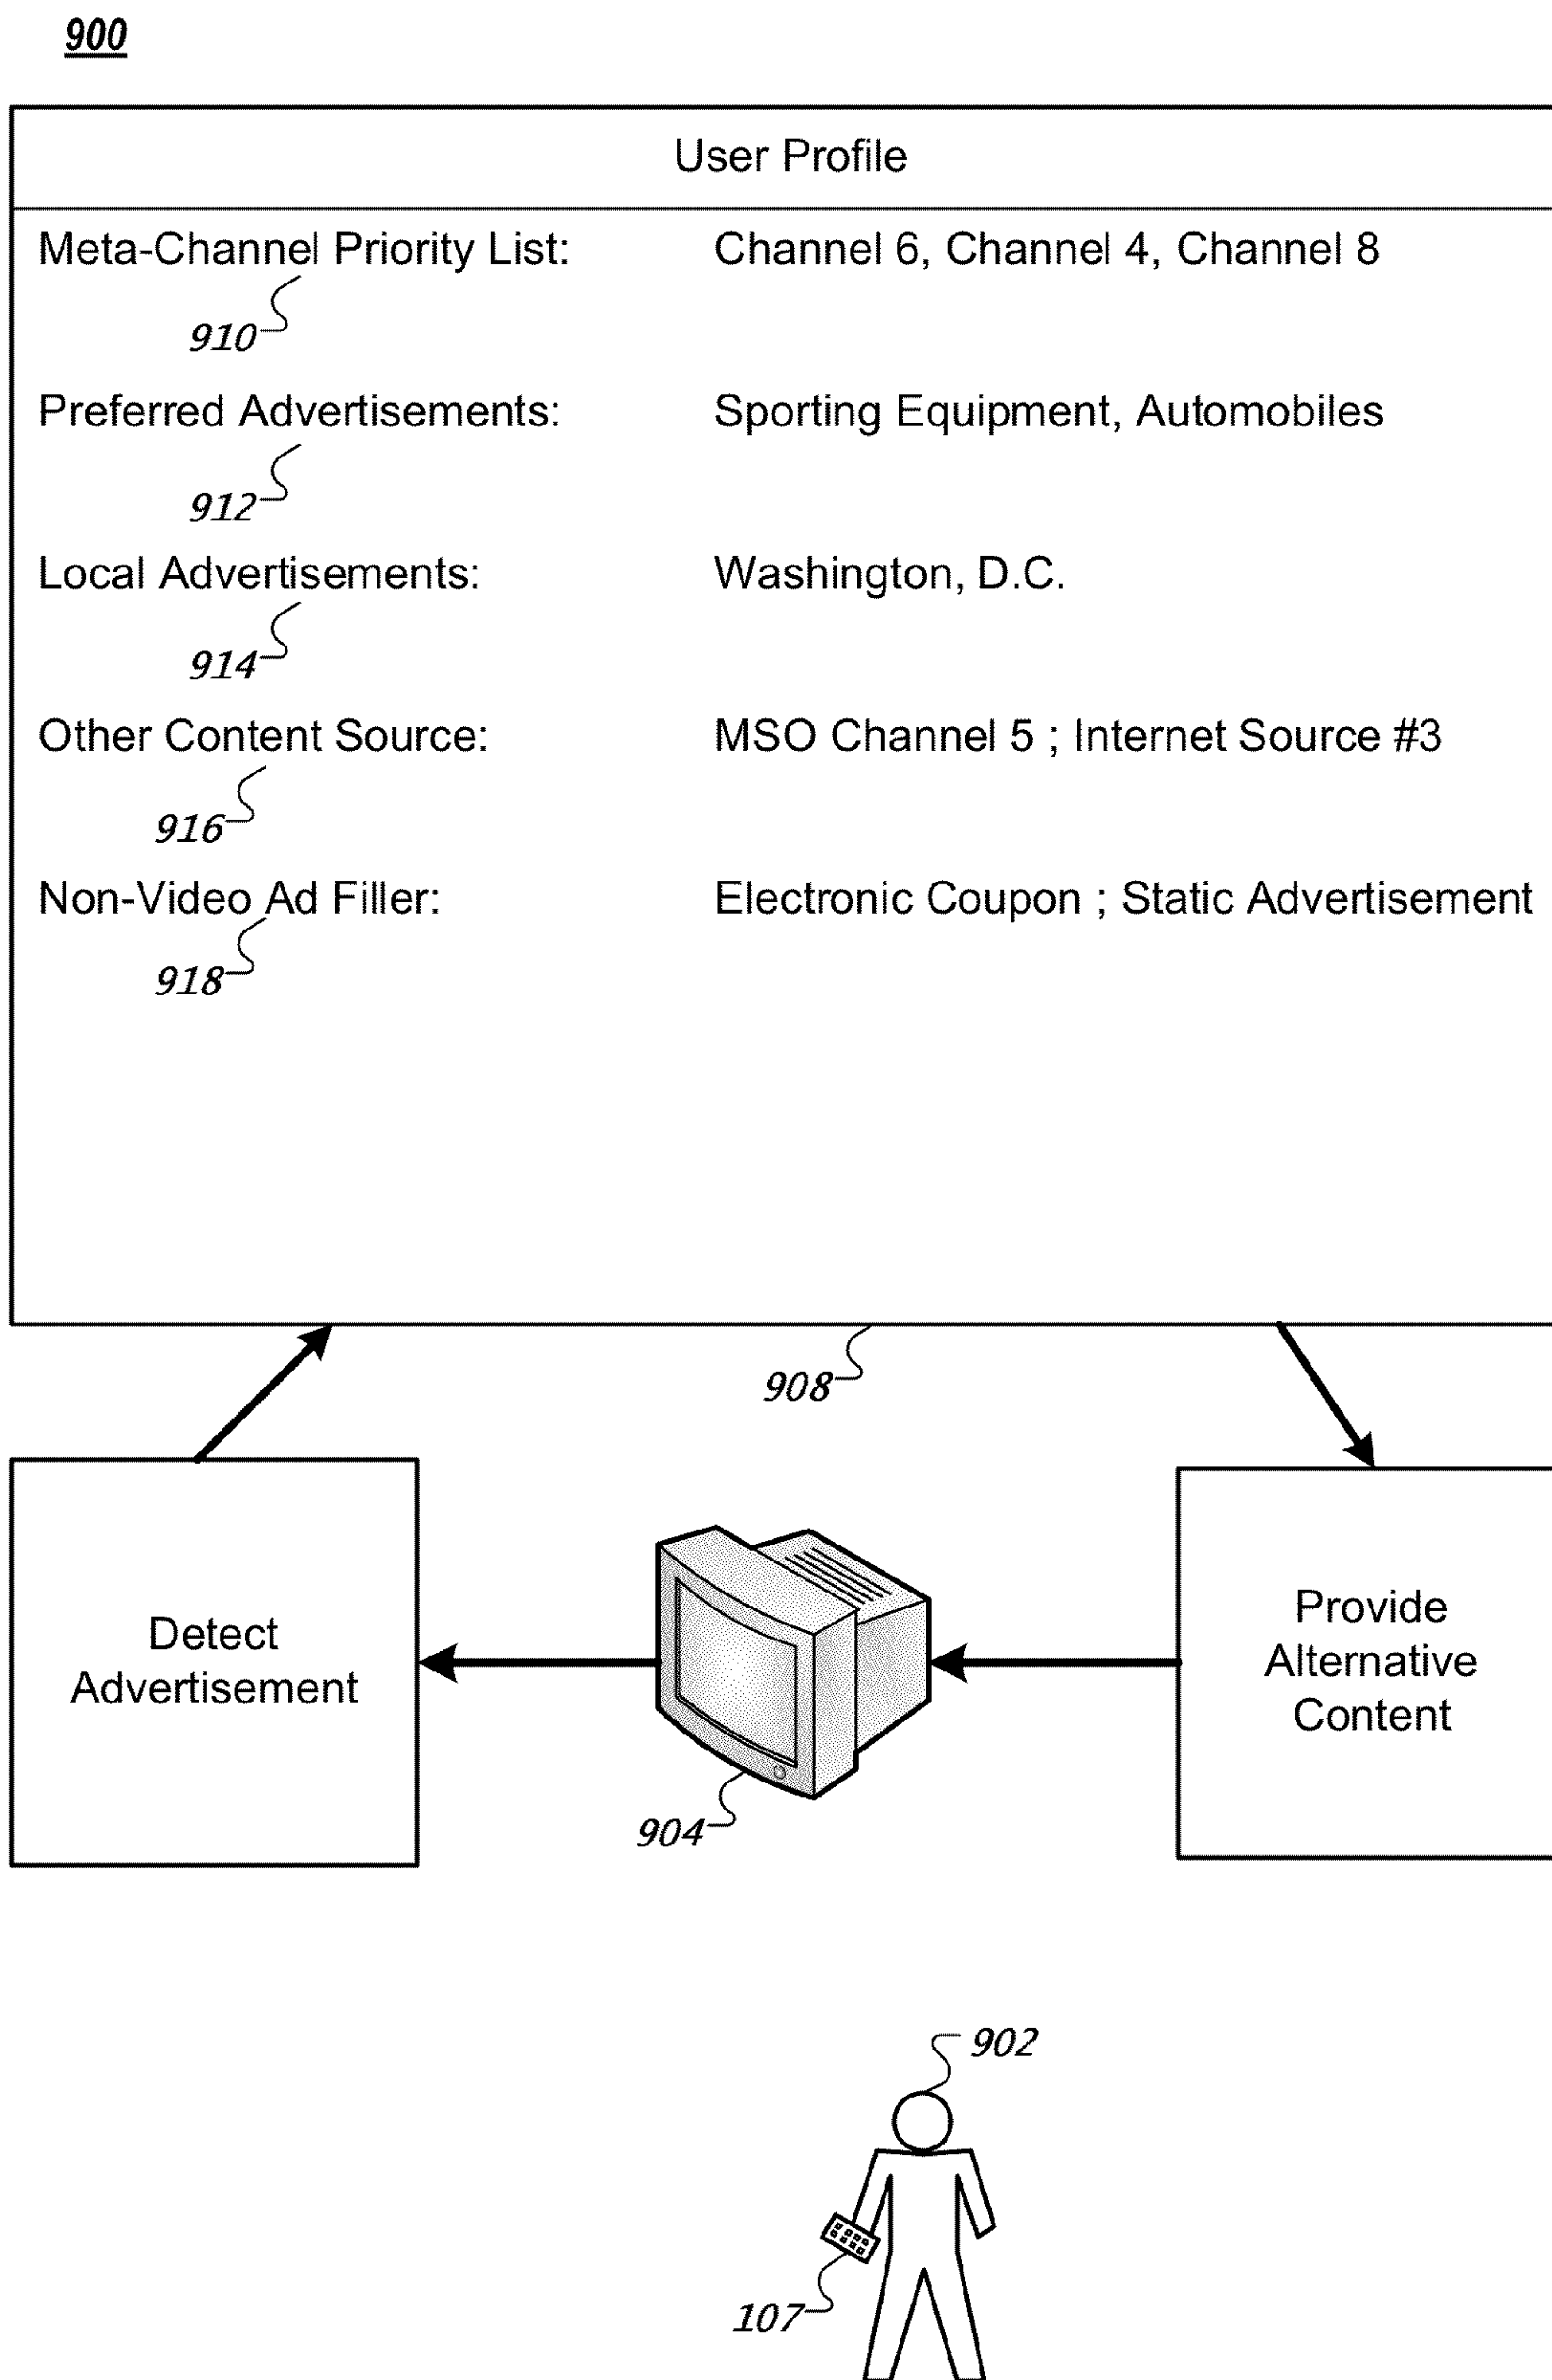 900
User Profile
Meta-Channel Priority List: Channel 6, Channel 4, Channel 8
910
Preferred Advertisements: Sporting Equipment, Automobiles
912
Local Advertisements: Washington, D.C.
914
Other Content Source: MSO Channel 5 ; Internet Source #3
916
Non-Video Ad Filler: Electronic Coupon ; Static Advertisement
918
908
Detect
Advertisement
904
Provide
Alternative
Content
902
107